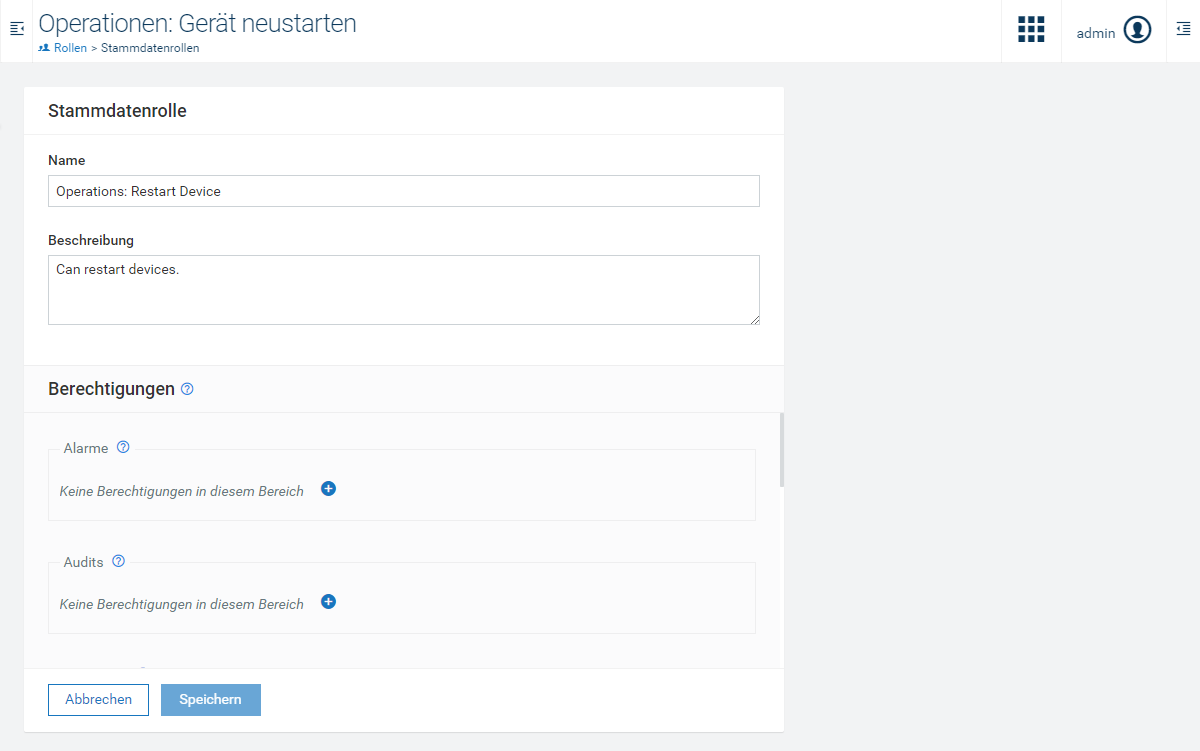 Operationen: Gerät neustarten
Rollen > Stammdatenrollen
admin
Stammdatenrolle
Name
Operations: Restart Device
Beschreibung
Can restart devices.
Berechtigungen
Alarme
Keine Berechtigungen in diesem Bereich
Audits
Keine Berechtigungen in diesem Bereich
Abbrechen
Speichern